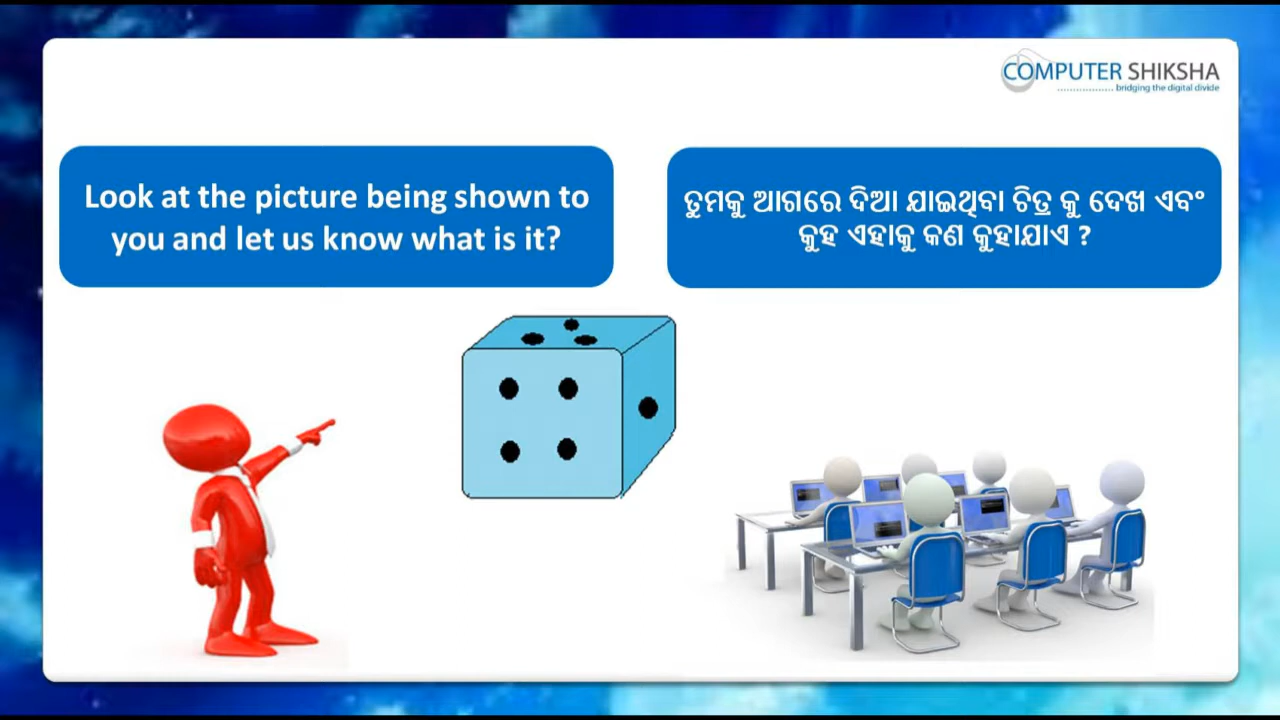 COMPUTER SHIKSHA
bridging the digital divide
Look at the picture being shown to
you and let us know what is it?
ତୁମକୁ ଆଗରେ ଦିଆ ଯାଇଥିବା ଚିତ୍ର କୁ ଦେଖ ଏବଂ
କୁହ ଏହାକୁ କଣ କୁହାଯାଏ ?